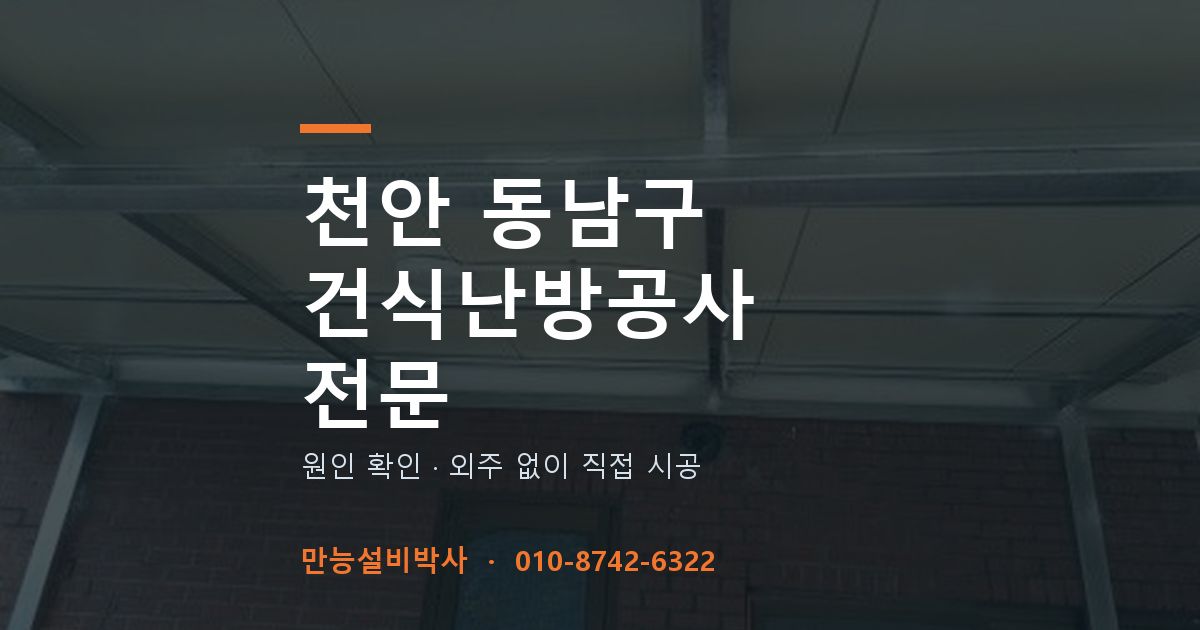 천안 동남구
건식난방공사
전문
원인 확인 · 외주 없이 직접 시공
만능설비박사 · 010-8742-6322